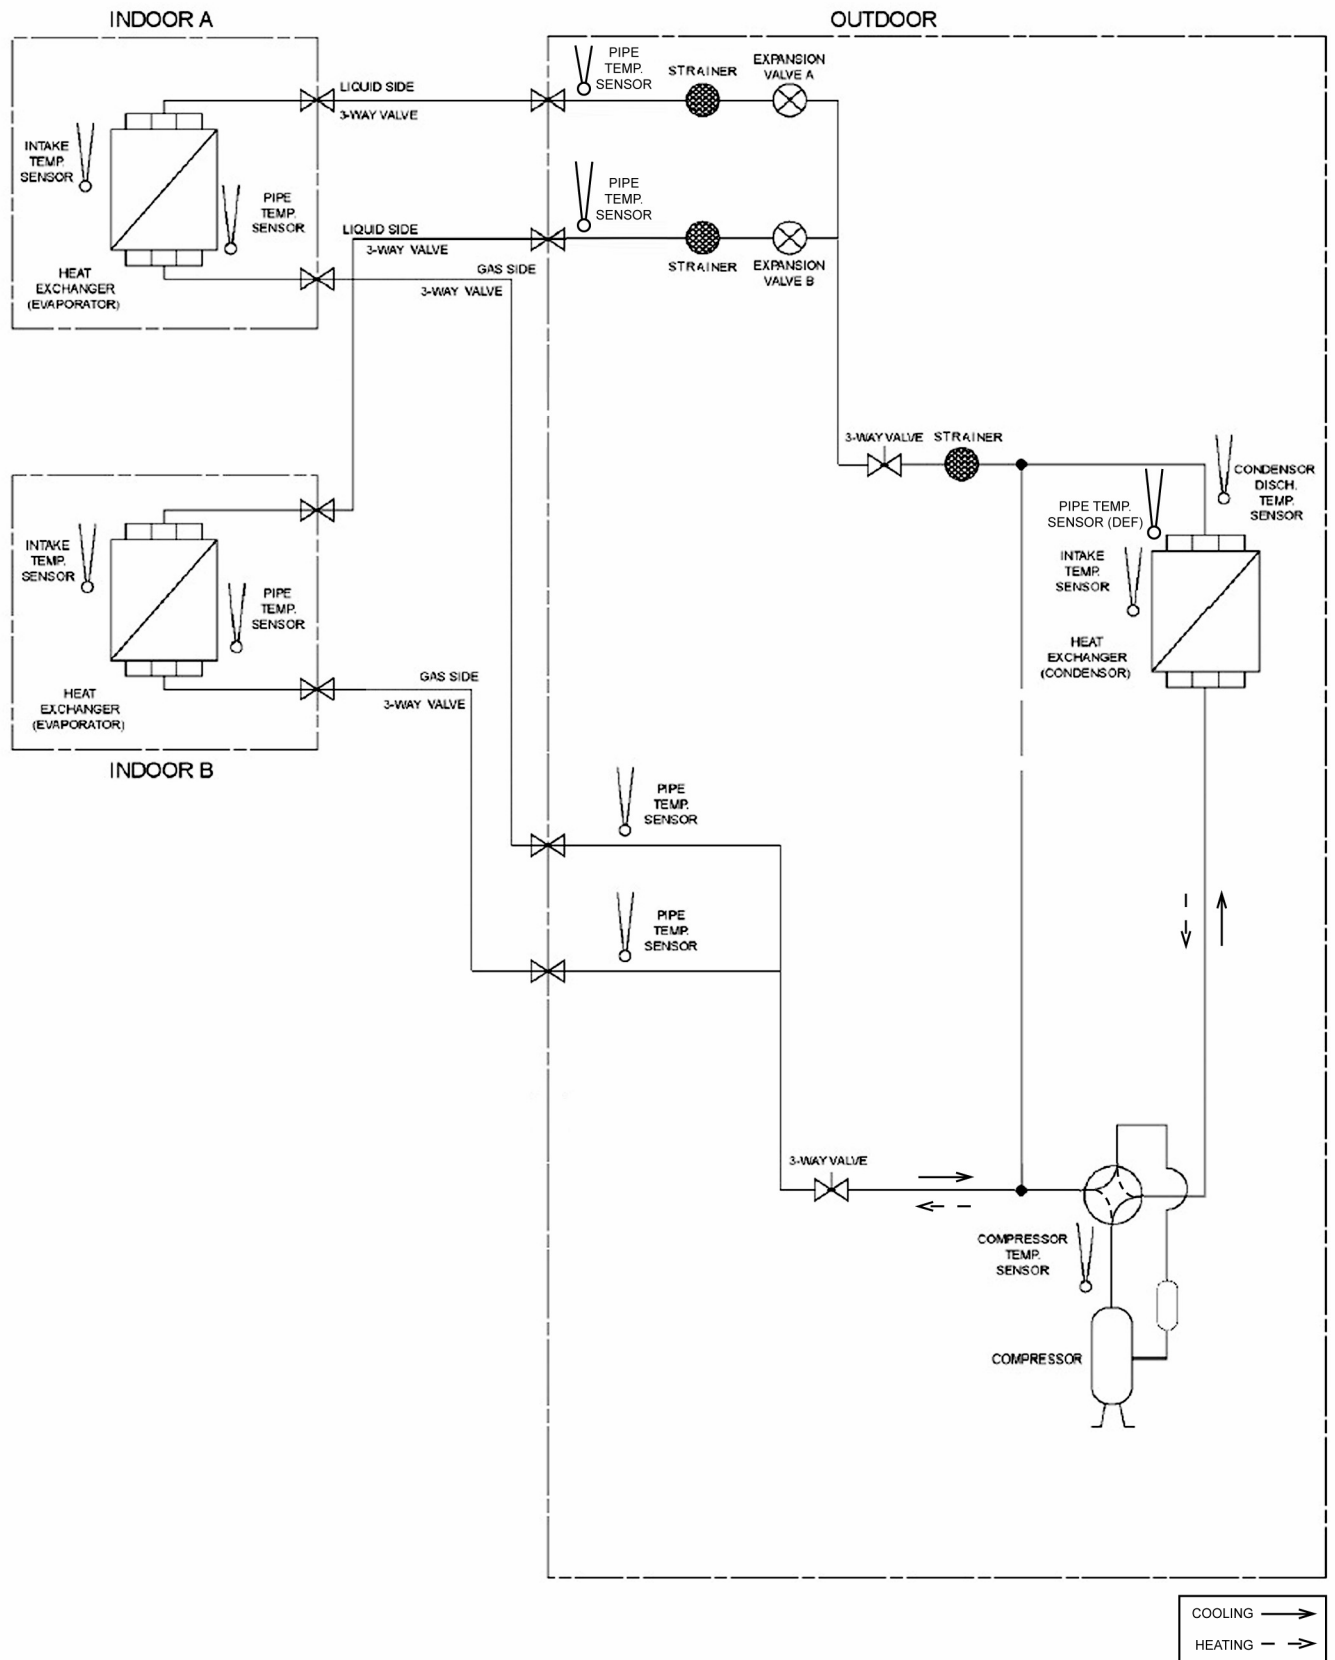 INDOOR A
OUTDOOR
PIPE
TEMP.
SENSOR
STRAINER
EXPANSION
VALVE A
LIQUID SIDE
3-WAY VALVE
INTAKE
TEMP.
SENSOR
PIPE
TEMP.
SENSOR
HEAT
EXCHANGER
(EVAPORATOR)
PIPE
TEMP.
SENSOR
LIQUID SIDE
3-WAY VALVE
STRAINER
EXPANSION
VALVE B
GAS SIDE
3-WAY VALVE
3-WAY VALVE
STRAINER
CONDENSOR
DISCH.
TEMP.
SENSOR
PIPE TEMP.
SENSOR (DEF)
INTAKE
TEMP.
SENSOR
HEAT
EXCHANGER
(CONDENSOR)
INTAKE
TEMP.
SENSOR
PIPE
TEMP.
SENSOR
HEAT
EXCHANGER
(EVAPORATOR)
GAS SIDE
3-WAY VALVE
INDOOR B
PIPE
TEMP.
SENSOR
PIPE
TEMP.
SENSOR
3-WAY VALVE
COMPRESSOR
TEMP.
SENSOR
COMPRESSOR
COOLING
HEATING